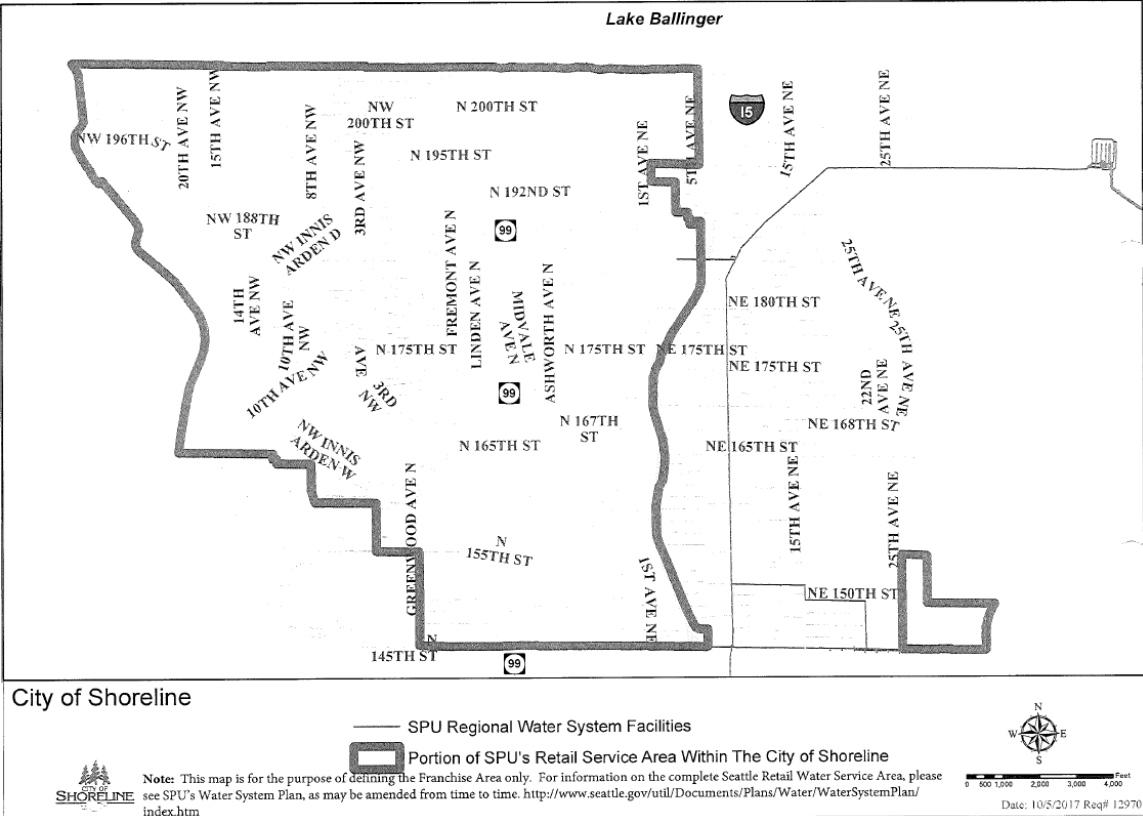 Lake Ballinger
NW 196TH ST
20TH AVE NW
15TH AVE NW
8TH AVE NW
NW
200TH ST
N 200TH ST
3RD AVE NW
N 195TH ST
N 192ND ST
1ST AVE NE
5TH AVE NE
I5
15TH AVE NE
25TH AVE NE
NW 188TH
ST
NW INNIS
ARDEN D
99
FREMONT AVE N
LINDEN AVE N
MIDVALE
AVE N
ASHWORTH AVE N
14TH
AVE NW
10TH AVE
NW
10TH AVE NW
AVE
3RD
NW
N 175TH ST
N 175TH ST
NE 175TH ST
NE 180TH ST
NE 175TH ST
25TH AVE NE
25TH AVE NE
22ND
AVE NE
99
N 167TH
ST
N 165TH ST
NE 165TH ST
NE 168TH ST
NW INNIS
ARDEN W
GREENWOOD AVE N
N
155TH ST
1ST AVE NE
15TH AVE NE
25TH AVE NE
NE 150TH ST
N
145TH ST
99
City of Shoreline
SPU Regional Water System Facilities
Portion of SPU's Retail Service Area Within The City of Shoreline
CITY OF
SHORELINE
Note: This map is for the purpose of defining the Franchise Area only. For information on the complete Seattle Retail Water Service Area, please
see SPU's Water System Plan, as may be amended from time to time. http://www.seattle.gov/util/Documents/Plans/Water/WaterSystemPlan/
index.htm
N
W E
S
Feet
0 500 1,000 2,000 3,000 4,000
Date: 10/5/2017 Req# 12970